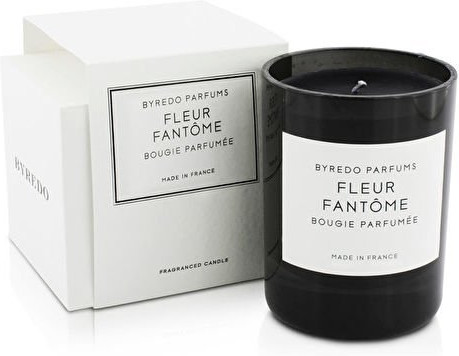 BYREDO PARFUMS
FLEUR
FANTÔME
BOUGIE PARFUMÉE
MADE IN FRANCE
FRAGRANCED CANDLE
BYREDO
BYREDO PARFUMS
FLEUR
FANTÔME
BOUGIE PARFUMÉE
MADE IN FRANCE